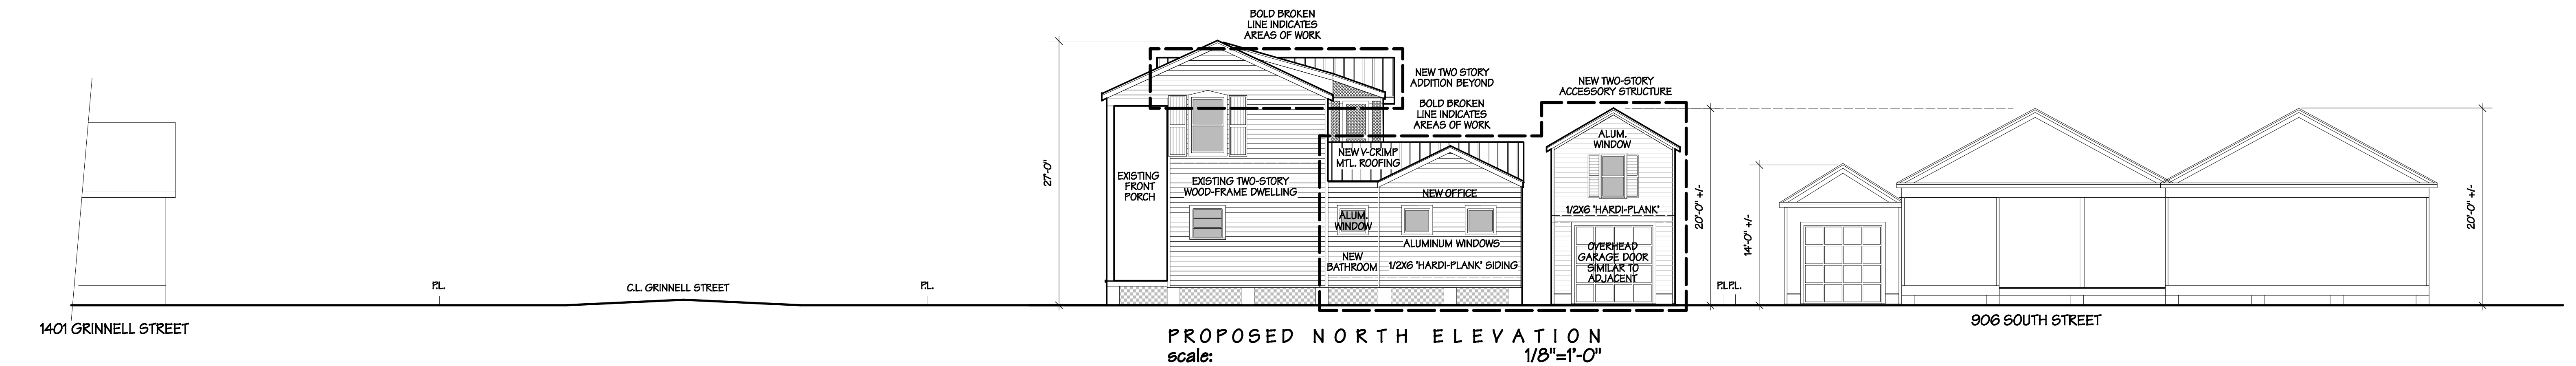 BOLD BROKEN
LINE INDICATES
AREAS OF WORK
NEW TWO STORY
ADDITION BEYOND
BOLD BROKEN
LINE INDICATES
AREAS OF WORK
NEW TWO-STORY
ACCESSORY STRUCTURE
27'-0"
EXISTING
FRONT
PORCH
EXISTING TWO-STORY
WOOD-FRAME DWELLING
NEW V-CRIMP
MTL. ROOFING
NEW OFFICE
ALUM.
WINDOW
ALUMINUM WINDOWS
NEW
BATHROOM
1/2X6 "HARDI-PLANK" SIDING
ALUM.
WINDOW
1/2X6 "HARDI-PLANK"
OVERHEAD
GARAGE DOOR
SIMILAR TO
ADJACENT
20'-0" +/-
14'-0" +/-
20'-0" +/-
P.L.
C.L. GRINNELL STREET
P.L.
P.L.P.L.
1401 GRINNELL STREET
906 SOUTH STREET
PROPOSED NORTH ELEVATION
scale: 1/8"=1'-0"